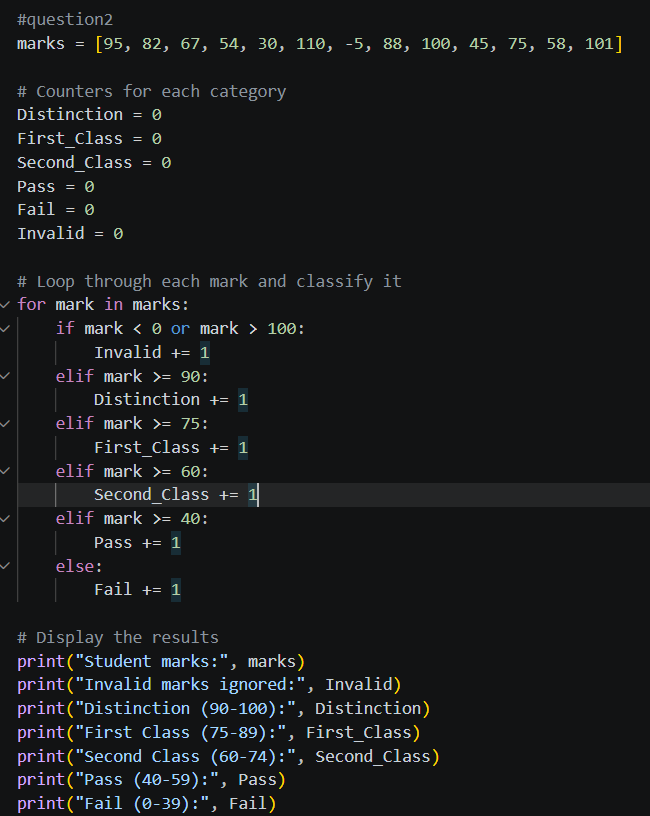 #question2
marks = [95, 82, 67, 54, 30, 110, -5, 88, 100, 45, 75, 58, 101]

# Counters for each category
Distinction = 0
First_Class = 0
Second_Class = 0
Pass = 0
Fail = 0
Invalid = 0

# Loop through each mark and classify it
for mark in marks:
    if mark < 0 or mark > 100:
        Invalid += 1
    elif mark >= 90:
        Distinction += 1
    elif mark >= 75:
        First_Class += 1
    elif mark >= 60:
        Second_Class += 1
    elif mark >= 40:
        Pass += 1
    else:
        Fail += 1

# Display the results
print("Student marks:", marks)
print("Invalid marks ignored:", Invalid)
print("Distinction (90-100):", Distinction)
print("First Class (75-89):", First_Class)
print("Second Class (60-74):", Second_Class)
print("Pass (40-59):", Pass)
print("Fail (0-39):", Fail)